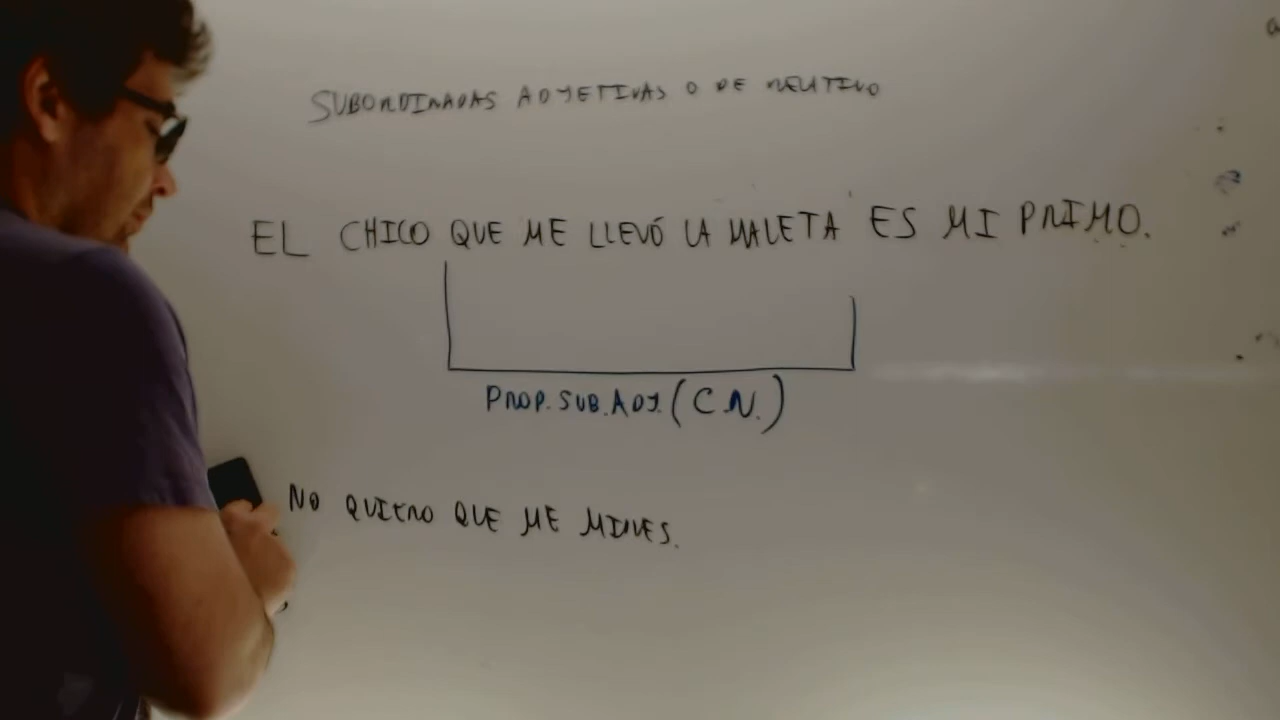 SUBORDINADAS ADJETIVAS O DE RELATIVO
EL CHICO QUE ME LLEVÓ LA MALETA ES MI PRIMO.
PROP. SUB. ADJ. (C.N.)
NO QUIERO QUE ME MIRES.